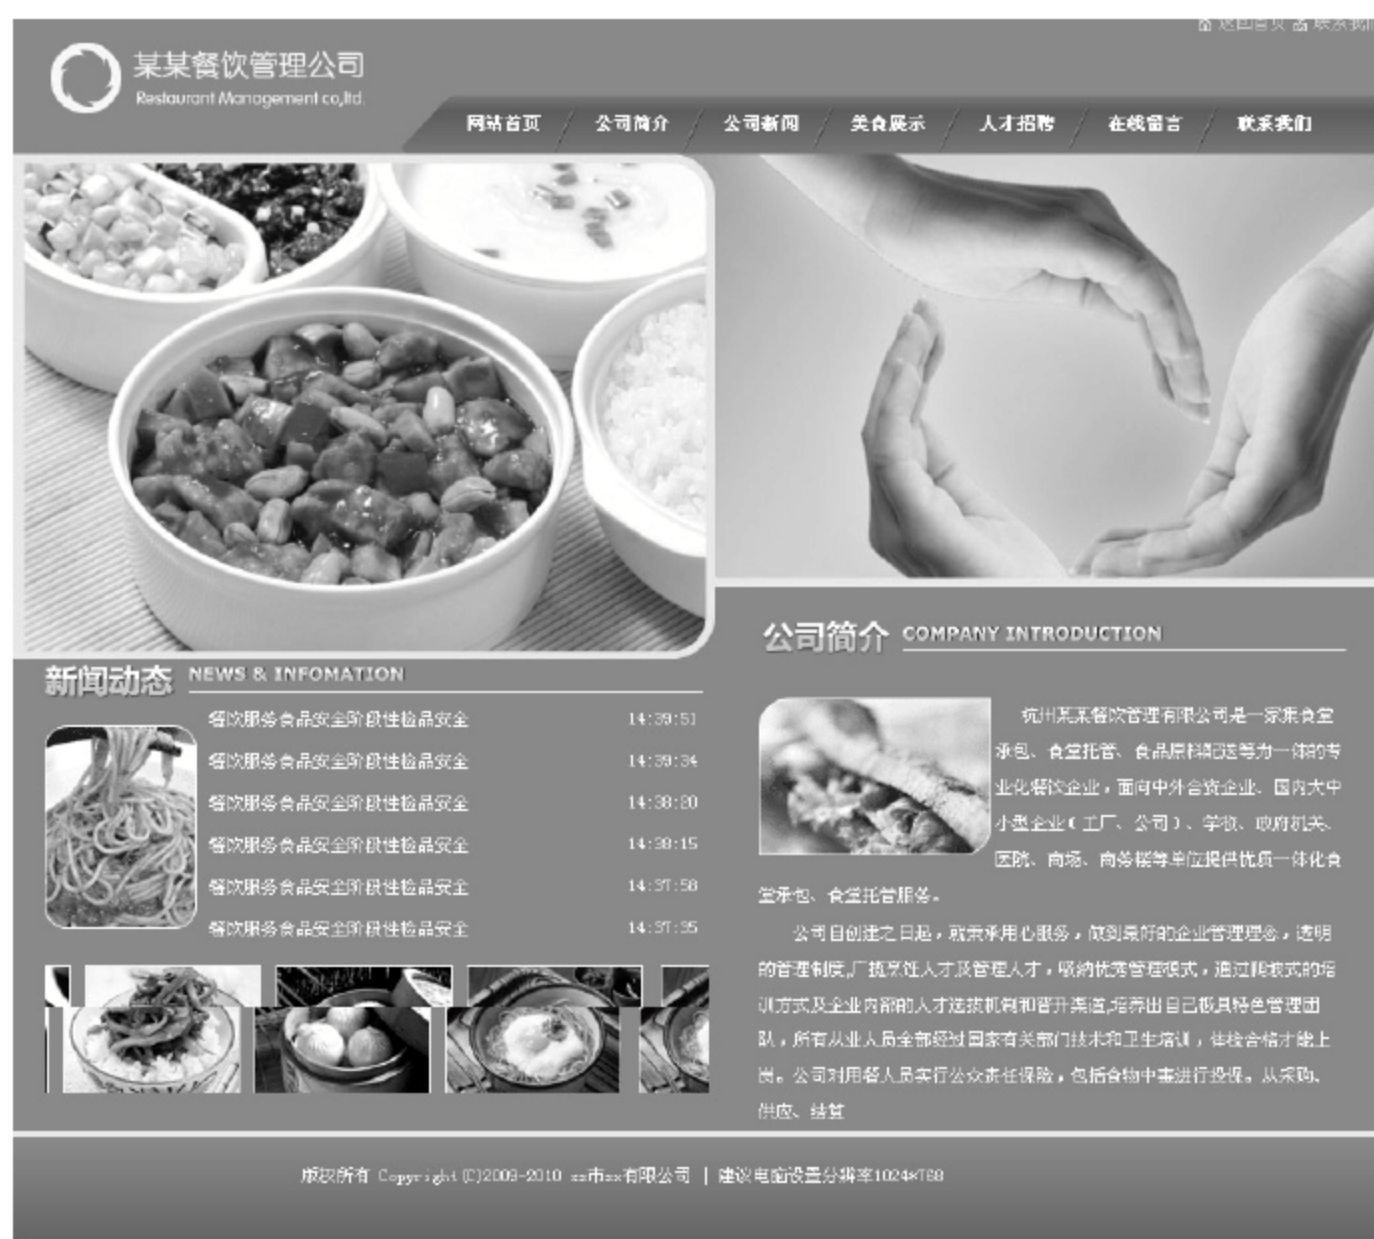 返回首页 联系我们
某某餐饮管理公司
Restaurant Management co,ltd.
网站首页 公司简介 公司新闻 美食展示 人才招聘 在线留言 联系我们
新闻动态 NEWS & INFOMATION
餐饮服务食品安全阶段性检品安全 14:39:51
餐饮服务食品安全阶段性检品安全 14:39:34
餐饮服务食品安全阶段性检品安全 14:38:20
餐饮服务食品安全阶段性检品安全 14:38:15
餐饮服务食品安全阶段性检品安全 14:37:58
餐饮服务食品安全阶段性检品安全 14:37:35
公司简介 COMPANY INTRODUCTION
杭州某某餐饮管理有限公司是一家集食堂
承包、食堂托管、食品原料配送等为一体的专
业化餐饮企业，面向中外合资企业、国内大中
小型企业（工厂、公司）、学校、政府机关、
医院、商场、商务楼等单位提供优质一体化食
堂承包、食堂托管服务。
公司自创建之日起，就秉承用心服务，做到最好的企业管理理念，透明
的管理制度,广揽烹饪人才及管理人才，吸纳优秀管理模式，通过爬坡式的培
训方式及企业内部的人才选拔机制和晋升渠道,培养出自己极具特色管理团
队，所有从业人员全部经过国家有关部门技术和卫生培训，体检合格才能上
岗。公司对用餐人员实行公众责任保险，包括食物中毒进行投保。从采购、
供应、结算
版权所有 Copyright (C)2009-2010 xx市xx有限公司 | 建议电脑设置分辨率1024*768